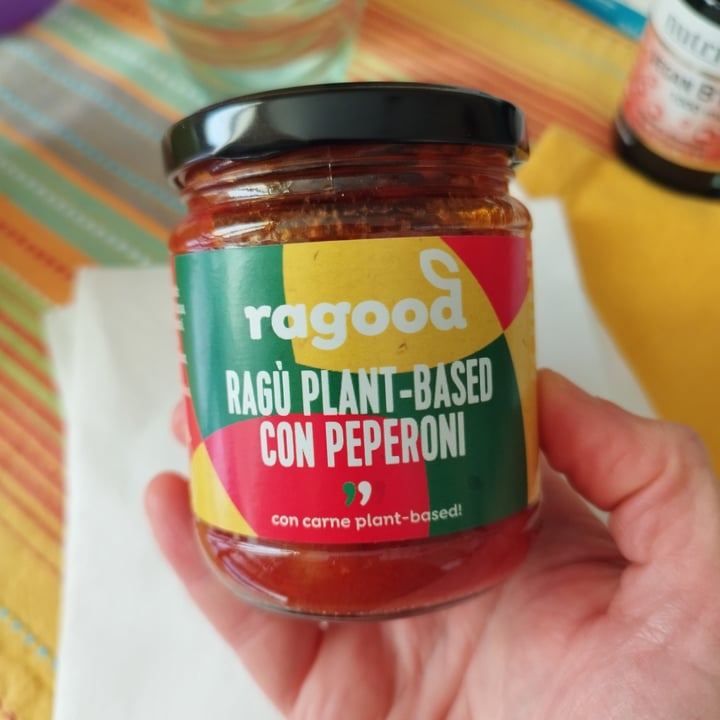 ragood
RAGÙ PLANT-BASED
CON PEPERONI
con carne plant-based!